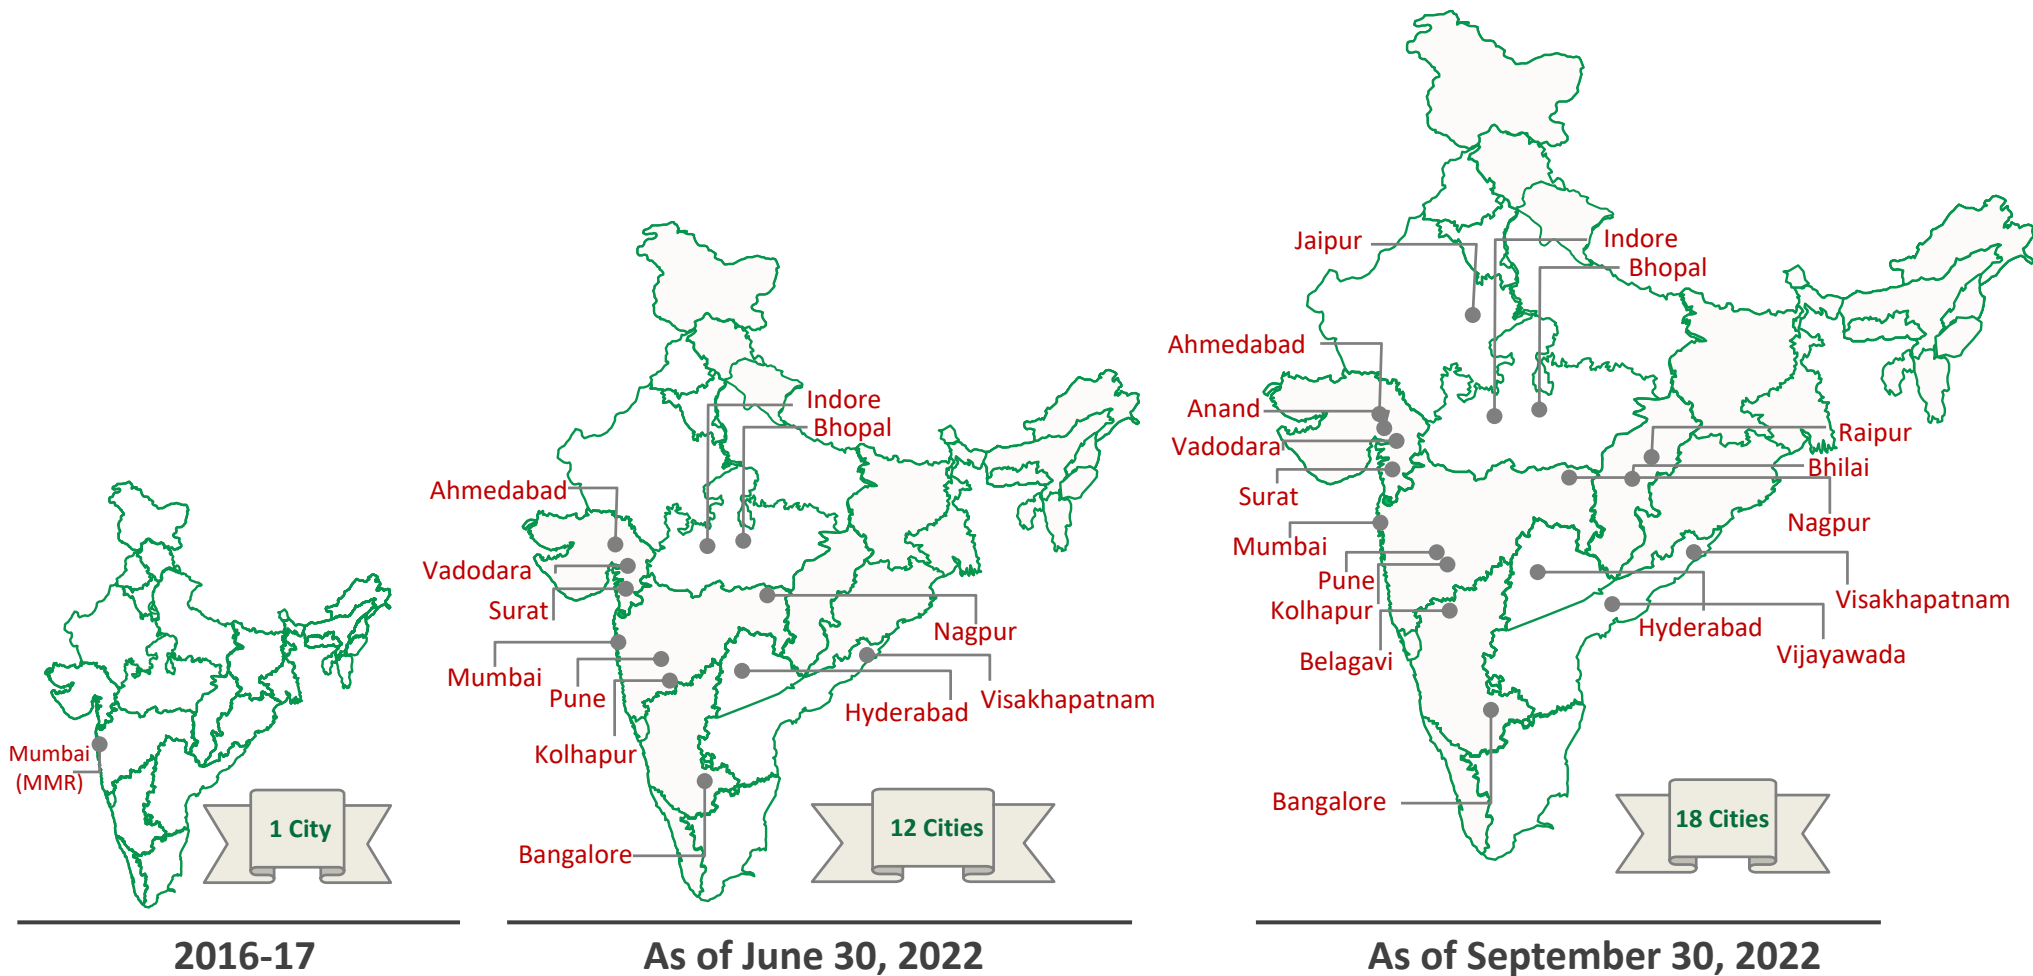 Mumbai
(MMR)
1 City
2016-17
Indore
Bhopal
Ahmedabad
Vadodara
Surat
Nagpur
Mumbai
Pune
Visakhapatnam
Hyderabad
Kolhapur
Bangalore
12 Cities
As of June 30, 2022
Jaipur
Indore
Bhopal
Ahmedabad
Anand
Vadodara
Raipur
Bhilai
Surat
Nagpur
Mumbai
Pune
Visakhapatnam
Kolhapur
Hyderabad
Belagavi
Vijayawada
Bangalore
18 Cities
As of September 30, 2022